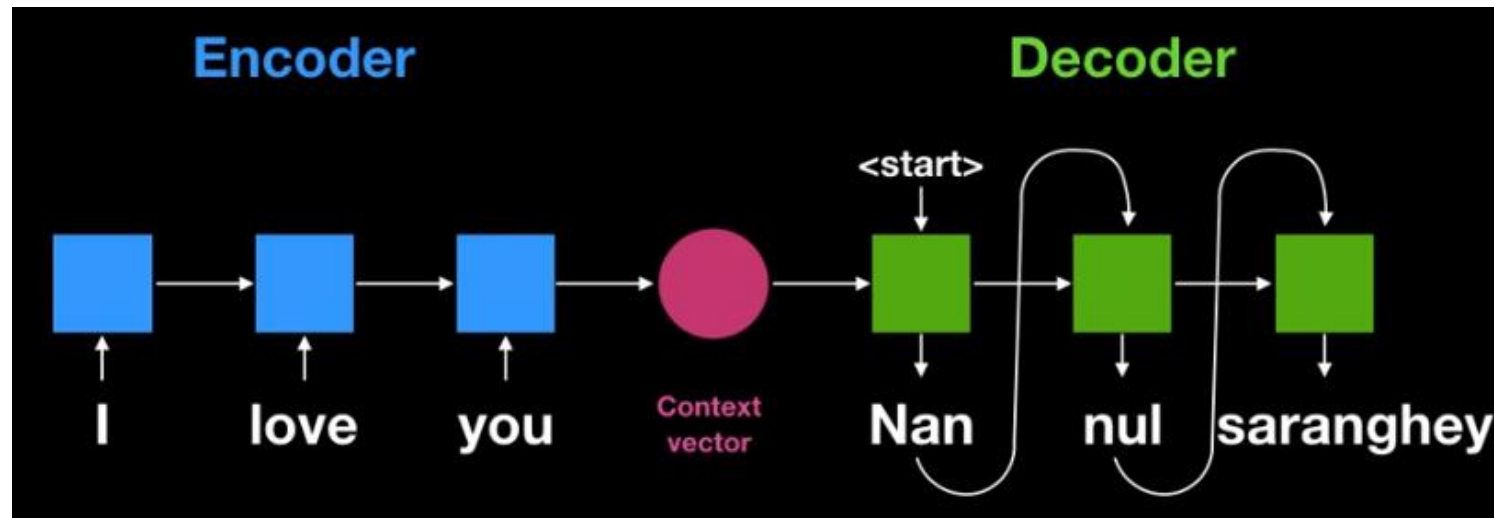 Encoder
Decoder
<start>
I love you
Context
vector
Nan nul saranghey